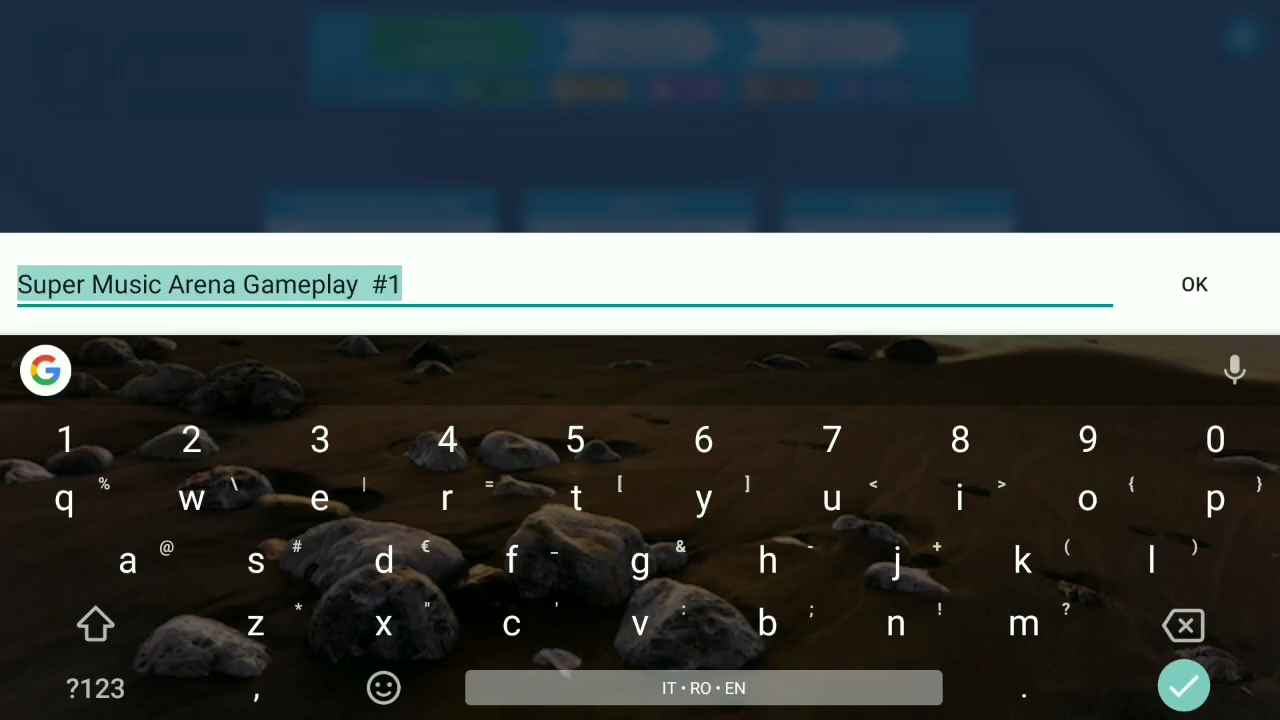 Super Music Arena Gameplay  #1
OK
1 2 3 4 5 6 7 8 9 0
q % w \ e | r = t [ y ] u < i > o { p }
a @ s # d € f _ g & h - j + k ( l )
z * x " c ' v : b ; n ! m ?
?123 , IT • RO • EN .